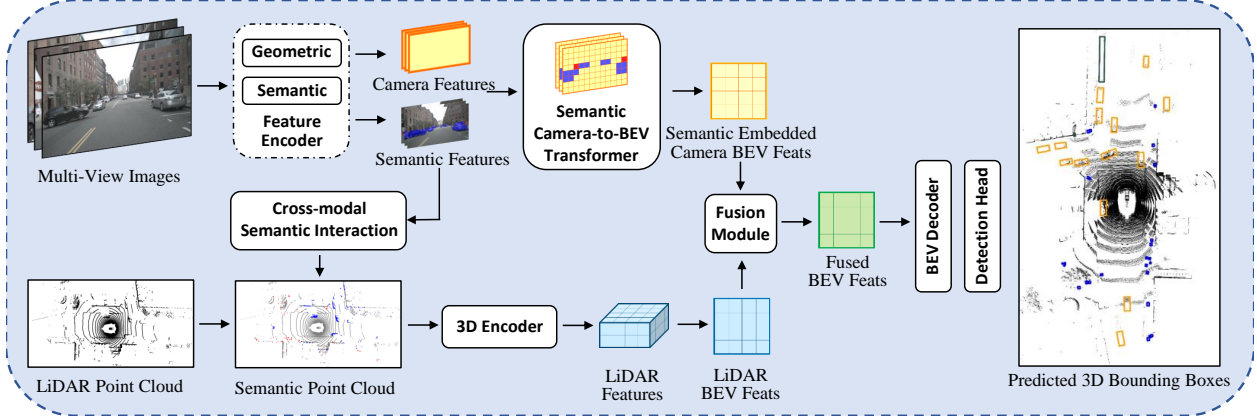 Geometric
Semantic
Feature
Encoder
Multi-View Images
Camera Features
Semantic Features
Semantic
Camera-to-BEV
Transformer
Semantic Embedded
Camera BEV Feats
Cross-modal
Semantic Interaction
Fusion
Module
Fused
BEV Feats
BEV Decoder
Detection Head
LiDAR Point Cloud
Semantic Point Cloud
3D Encoder
LiDAR
Features
LiDAR
BEV Feats
Predicted 3D Bounding Boxes